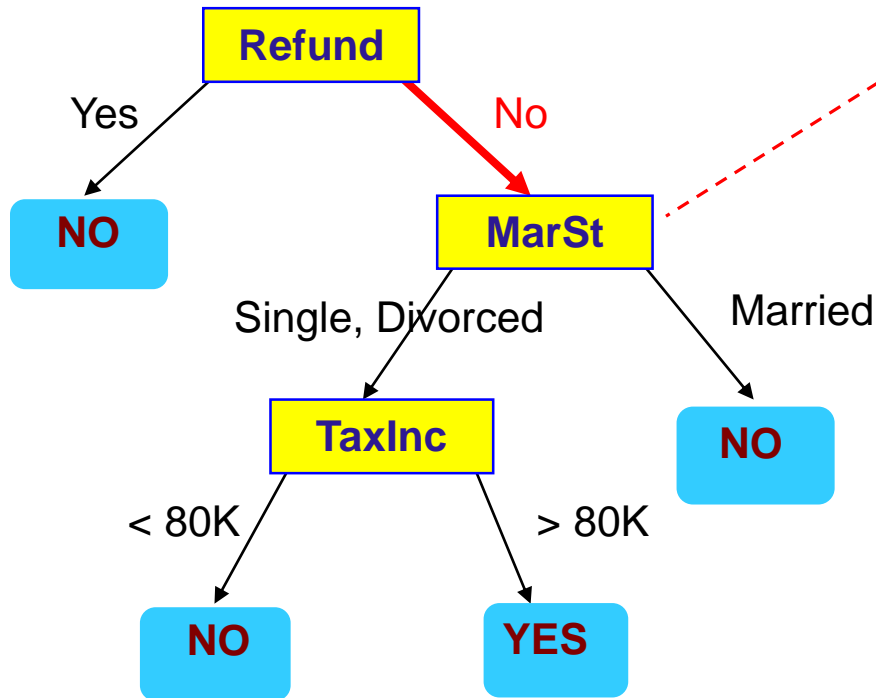 Refund
Yes
No
NO
MarSt
Single, Divorced
Married
TaxInc
NO
< 80K
> 80K
NO
YES